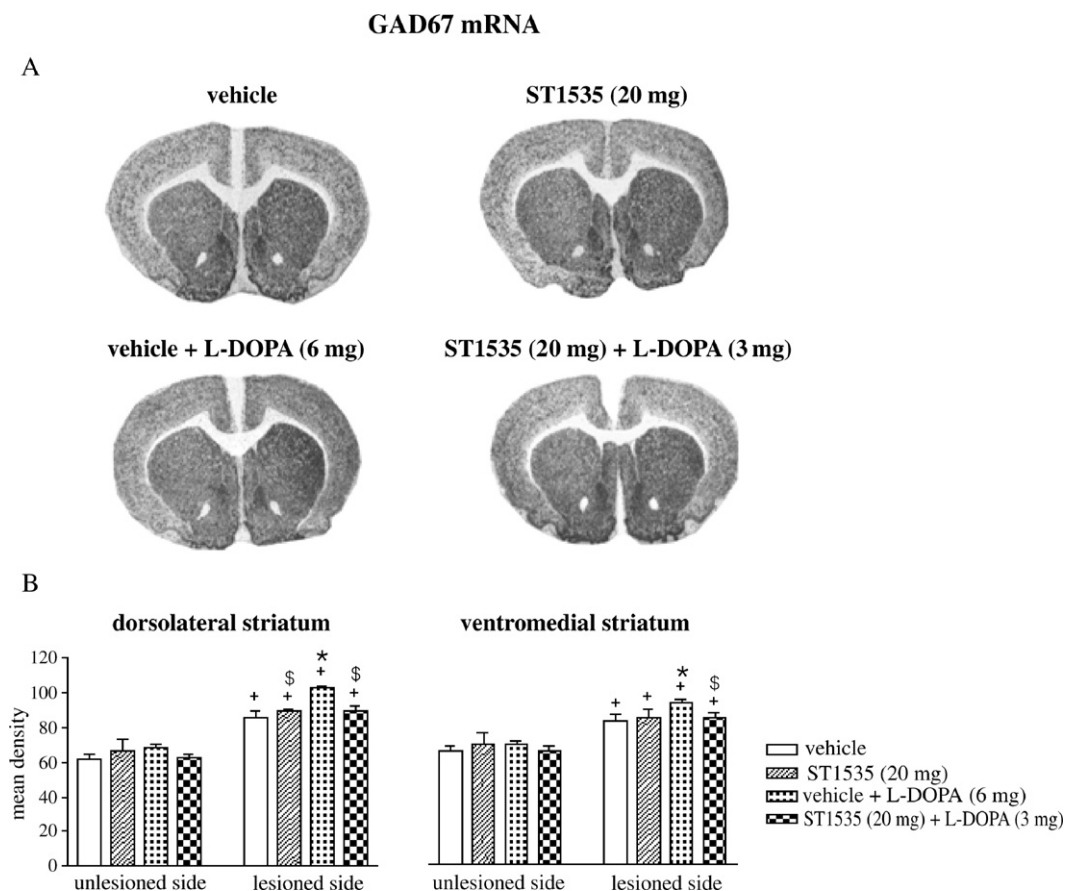 GAD67 mRNA
A
vehicle
ST1535 (20 mg)
vehicle + L-DOPA (6 mg)
ST1535 (20 mg) + L-DOPA (3 mg)
B
dorsolateral striatum
ventromedial striatum
mean density
120
100
80
60
40
20
0
+
$
+
*
+
$
+
+
+
*
+
$
+
unlesioned side
lesioned side
unlesioned side
lesioned side
vehicle
ST1535 (20 mg)
vehicle + L-DOPA (6 mg)
ST1535 (20 mg) + L-DOPA (3 mg)